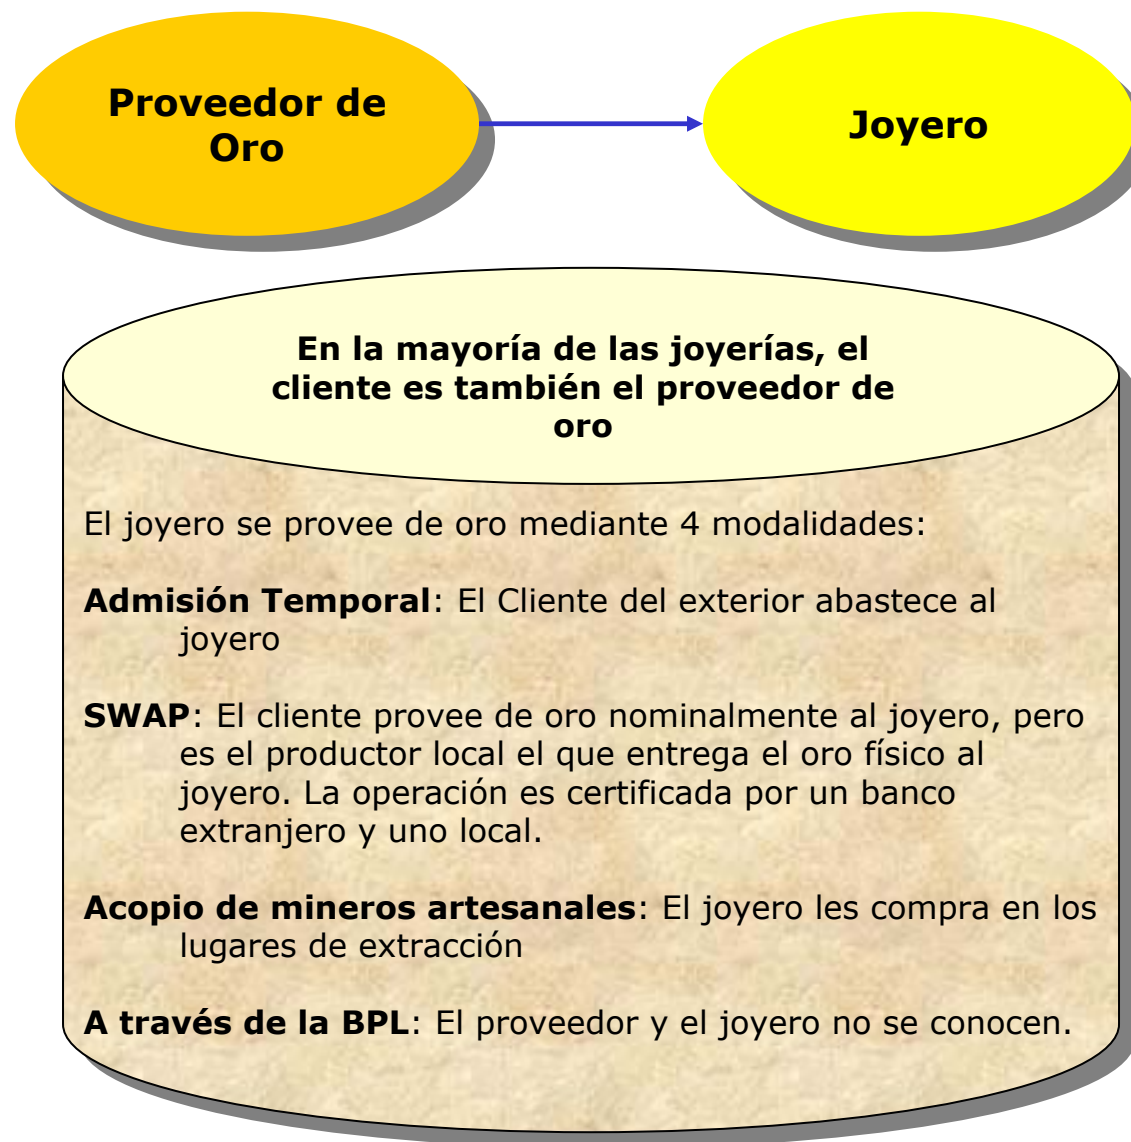 Proveedor de
Oro
Joyero
En la mayoría de las joyerías, el
cliente es también el proveedor de
oro
El joyero se provee de oro mediante 4 modalidades:
Admisión Temporal: El Cliente del exterior abastece al
joyero
SWAP: El cliente provee de oro nominalmente al joyero, pero
es el productor local el que entrega el oro físico al
joyero. La operación es certificada por un banco
extranjero y uno local.
Acopio de mineros artesanales: El joyero les compra en los
lugares de extracción
A través de la BPL: El proveedor y el joyero no se conocen.